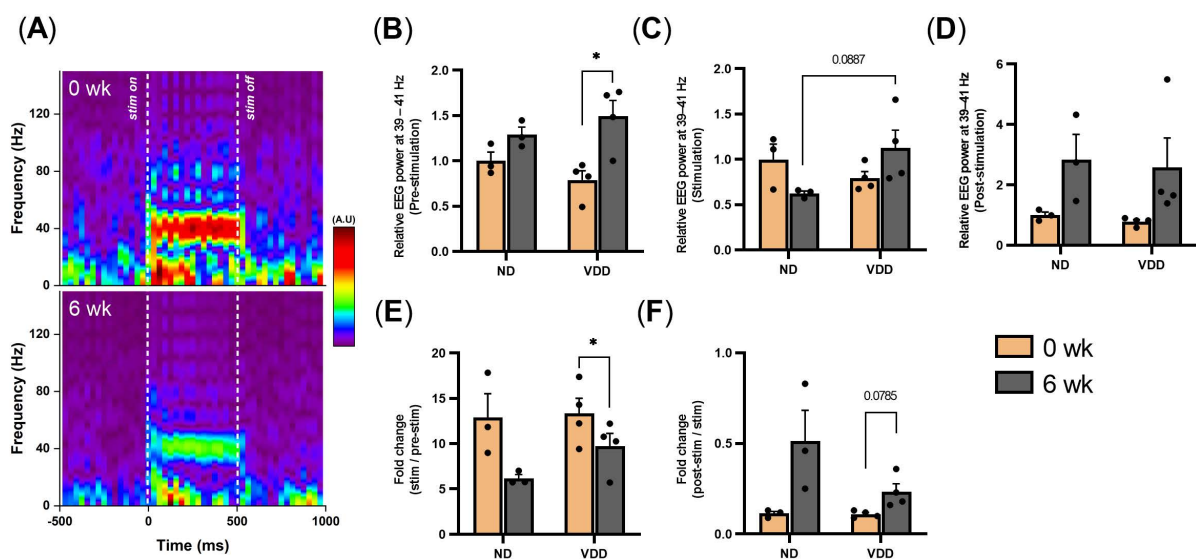 (A)
0 wk
stim on
stim off
Frequency (Hz)
120
80
40
0
(A.U)
6 wk
Frequency (Hz)
120
80
40
0
-500
0
500
1000
Time (ms)
(B)
Relative EEG power at 39 – 41 Hz
(Pre-stimulation)
2.0
1.5
1.0
0.5
0.0
*
ND
VDD
(C)
Relative EEG power at 39–41 Hz
(Stimulation)
2.0
1.5
1.0
0.5
0.0
0.0887
ND
VDD
(D)
Relative EEG power at 39–41 Hz
(Post-stimulation)
6
4
2
0
ND
VDD
(E)
Fold change
(stim / pre-stim)
20
15
10
5
0
*
ND
VDD
(F)
Fold change
(post-stim / stim)
1.0
0.5
0.0
0.0785
ND
VDD
0 wk
6 wk